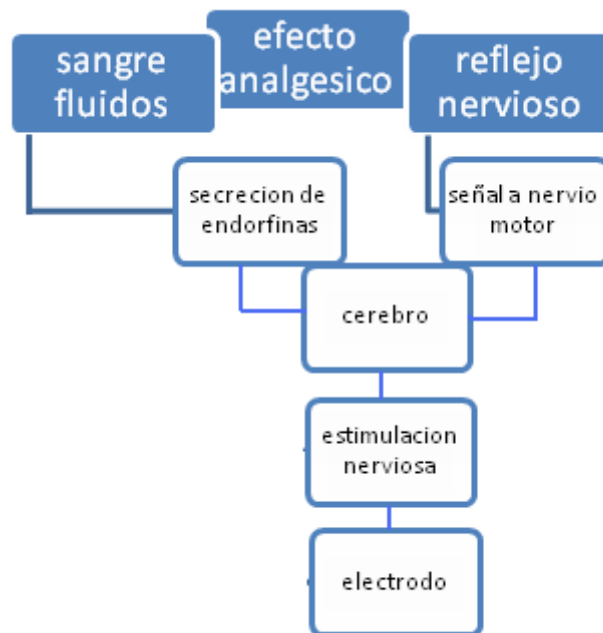 sangre
fluidos
efecto
analgesico
reflejo
nervioso
secrecion de
endorfinas
señal a nervio
motor
cerebro
estimulacion
nerviosa
electrodo